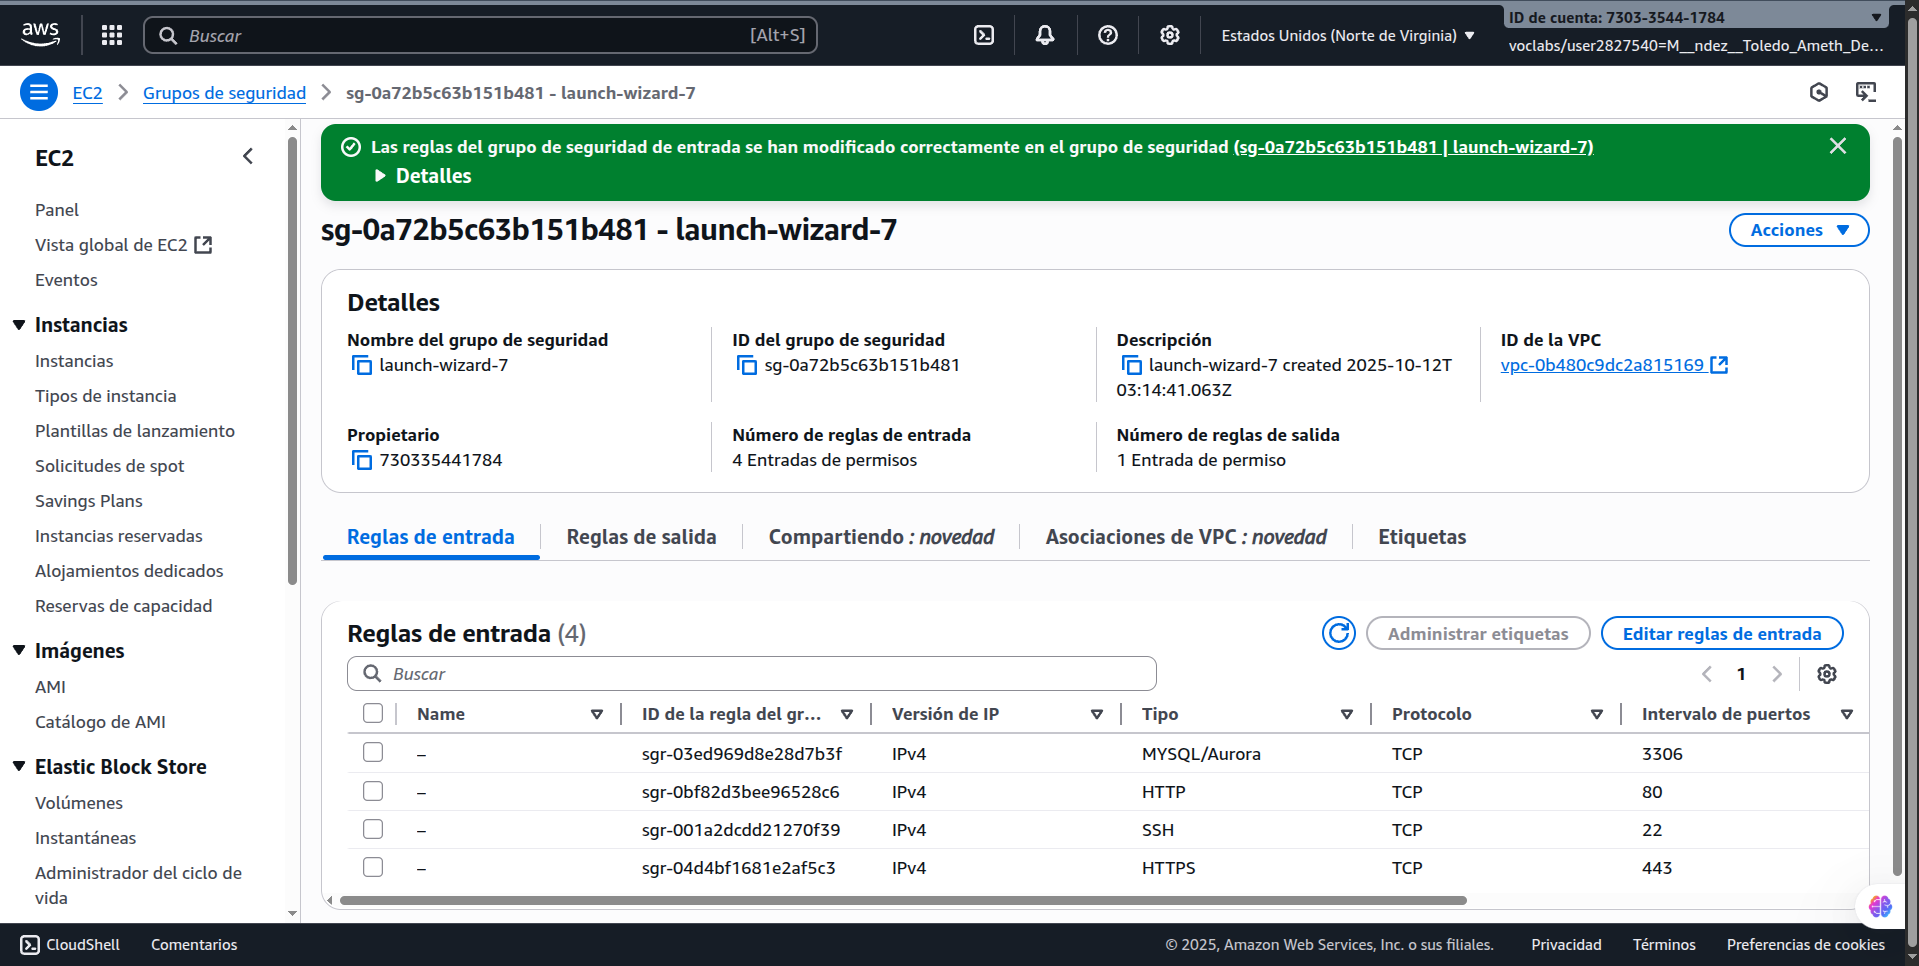 aws
Buscar
[Alt+S]
Estados Unidos (Norte de Virginia)
ID de cuenta: 7303-3544-1784
voclabs/user2827540=M__ndez__Toledo_Ameth_De...
EC2
Grupos de seguridad
sg-0a72b5c63b151b481 - launch-wizard-7
EC2
Panel
Vista global de EC2
Eventos
Instancias
Instancias
Tipos de instancia
Plantillas de lanzamiento
Solicitudes de spot
Savings Plans
Instancias reservadas
Alojamientos dedicados
Reservas de capacidad
Imágenes
AMI
Catálogo de AMI
Elastic Block Store
Volúmenes
Instantáneas
Administrador del ciclo de
vida
Las reglas del grupo de seguridad de entrada se han modificado correctamente en el grupo de seguridad (sg-0a72b5c63b151b481 | launch-wizard-7)
Detalles
sg-0a72b5c63b151b481 - launch-wizard-7
Acciones
Detalles
Nombre del grupo de seguridad
launch-wizard-7
ID del grupo de seguridad
sg-0a72b5c63b151b481
Descripción
launch-wizard-7 created 2025-10-12T
03:14:41.063Z
ID de la VPC
vpc-0b480c9dc2a815169
Propietario
730335441784
Número de reglas de entrada
4 Entradas de permisos
Número de reglas de salida
1 Entrada de permiso
Reglas de entrada
Reglas de salida
Compartiendo : novedad
Asociaciones de VPC : novedad
Etiquetas
Reglas de entrada (4)
Administrar etiquetas
Editar reglas de entrada
Buscar
1
Name ID de la regla del gr... Versión de IP Tipo Protocolo Intervalo de puertos
– sgr-03ed969d8e28d7b3f IPv4 MYSQL/Aurora TCP 3306
– sgr-0bf82d3bee96528c6 IPv4 HTTP TCP 80
– sgr-001a2dcdd21270f39 IPv4 SSH TCP 22
– sgr-04d4bf1681e2af5c3 IPv4 HTTPS TCP 443
CloudShell
Comentarios
© 2025, Amazon Web Services, Inc. o sus filiales.
Privacidad
Términos
Preferencias de cookies